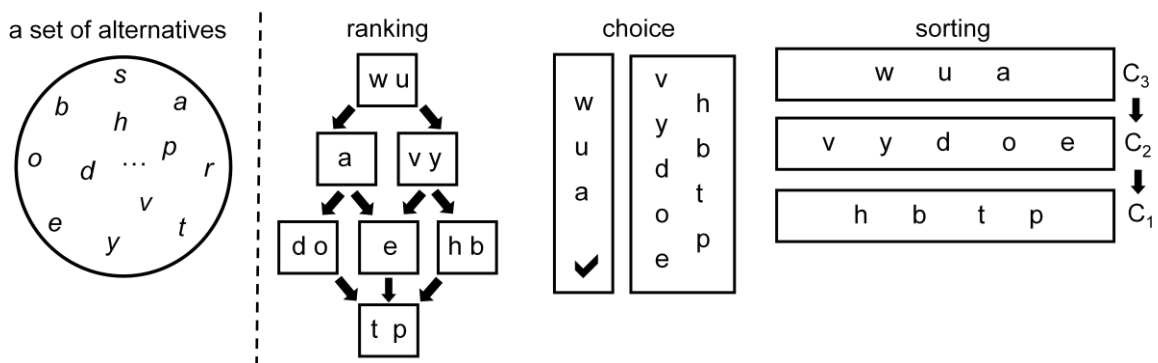 a set of alternatives
s
b
a
h
o
d
...
p
r
v
e
y
t
ranking
w u
a
v y
d o
e
h b
t p
choice
w
u
a
✔
v
y
d
o
e
h
b
t
p
sorting
w u a
C₃
v y d o e
C₂
h b t p
C₁